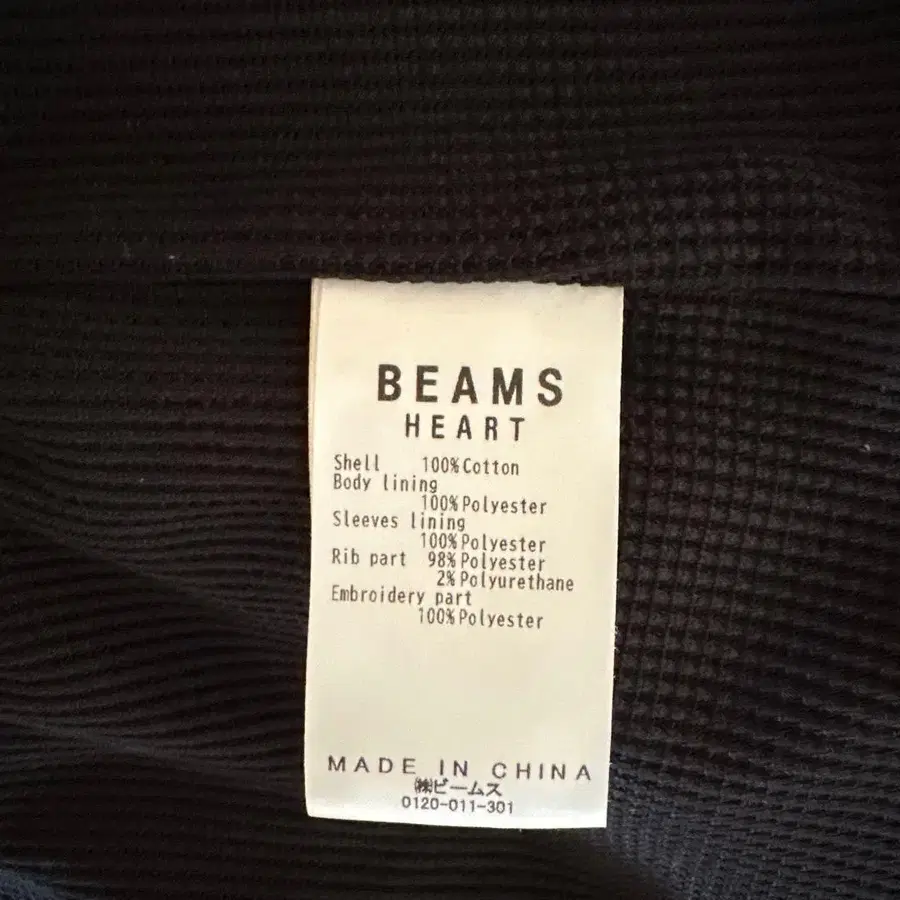 BEAMS
HEART
Shell 100%Cotton
Body lining
100%Polyester
Sleeves lining
100%Polyester
Rib part 98%Polyester
2%Polyurethane
Embroidery part
100%Polyester
MADE IN CHINA
㈱ビームス
0120-011-301